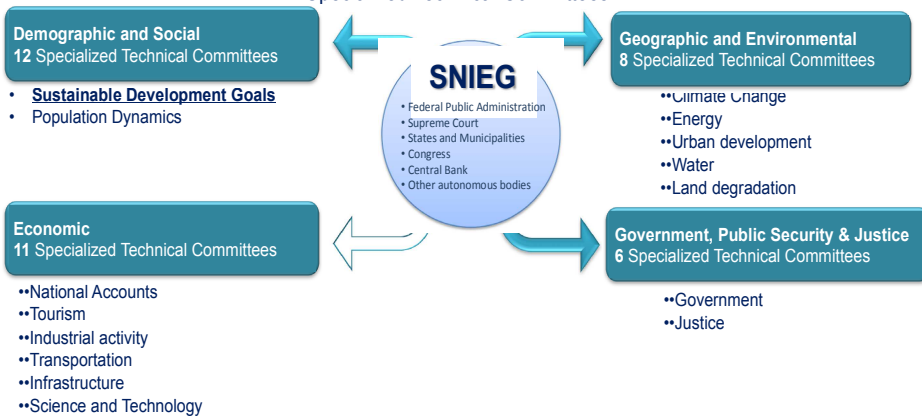 Demographic and Social
12 Specialized Technical Committees
• Sustainable Development Goals
• Population Dynamics
SNIEG
• Federal Public Administration
• Supreme Court
• States and Municipalities
• Congress
• Central Bank
• Other autonomous bodies
Geographic and Environmental
8 Specialized Technical Committees
••Climate Change
••Energy
••Urban development
••Water
••Land degradation
Economic
11 Specialized Technical Committees
••National Accounts
••Tourism
••Industrial activity
••Transportation
••Infrastructure
••Science and Technology
Government, Public Security & Justice
6 Specialized Technical Committees
••Government
••Justice